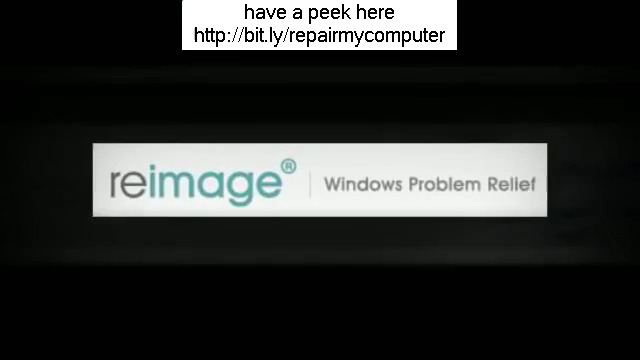 have a peek here
http://bit.ly/repairmycomputer
reimage® | Windows Problem Relief